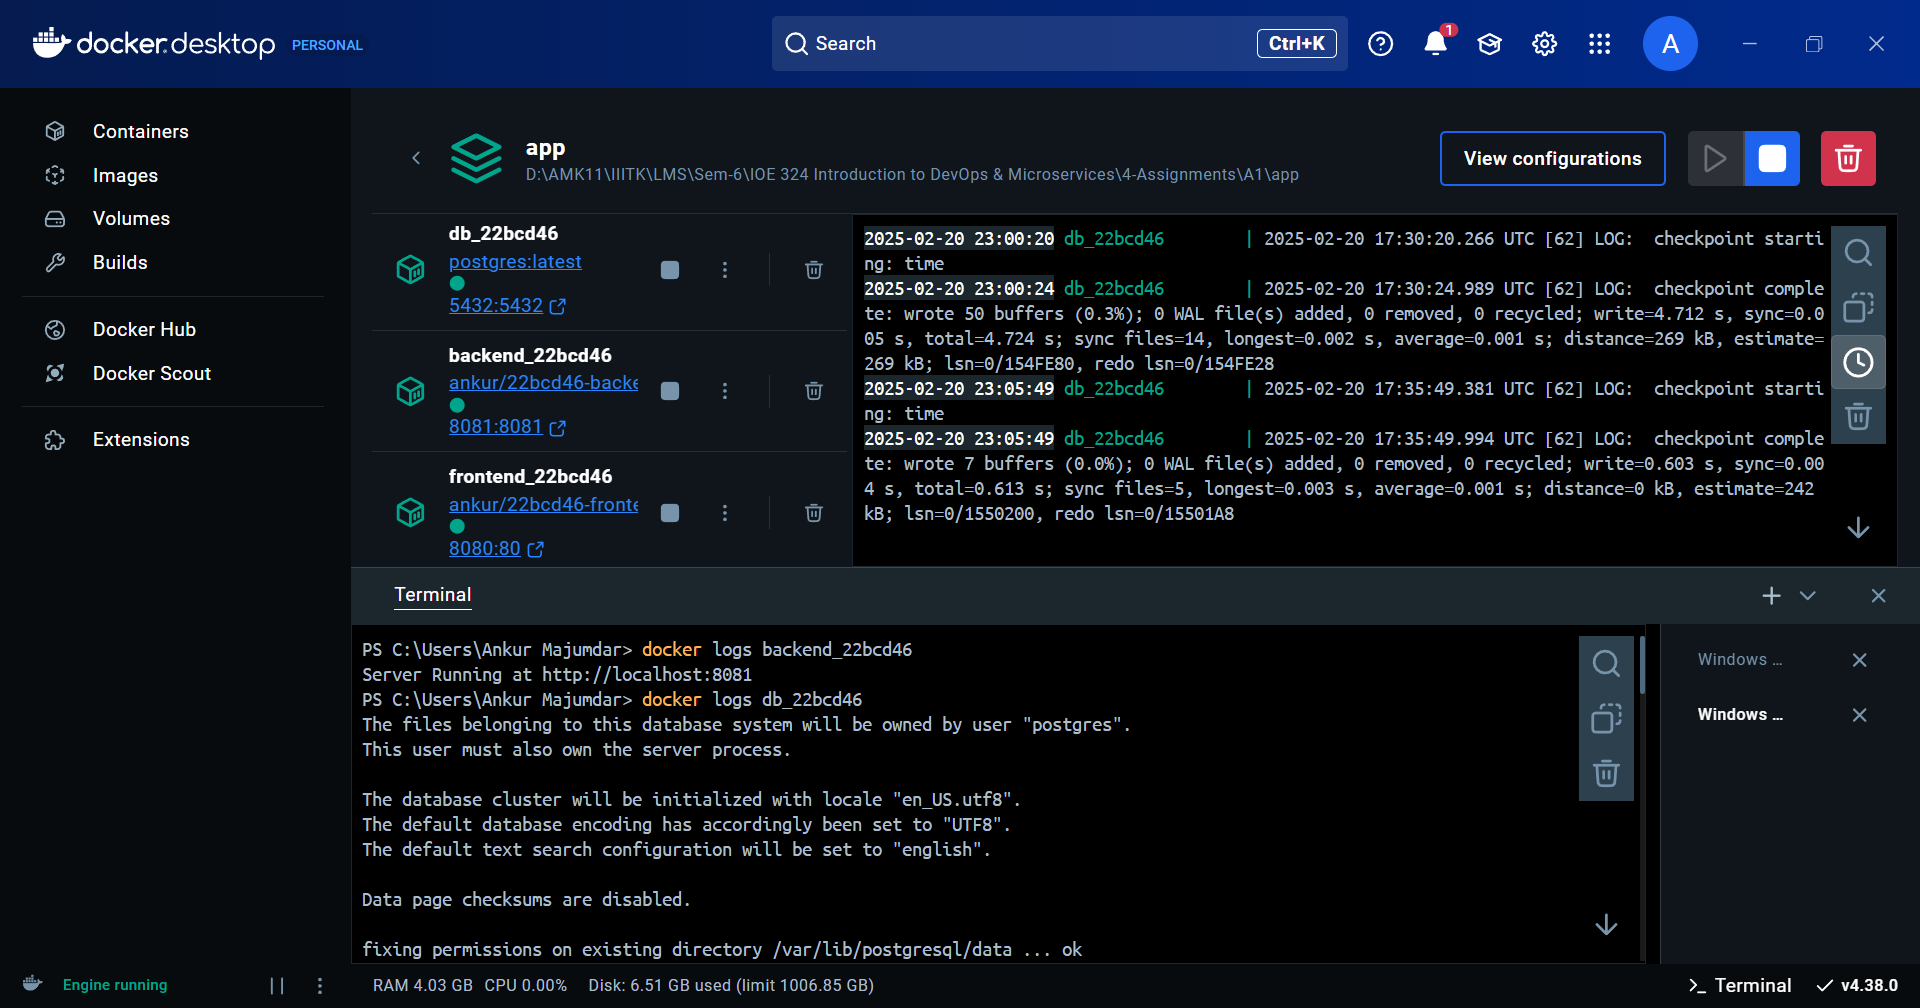 docker.desktop PERSONAL
Search
Ctrl+K
1
A
Containers
Images
Volumes
Builds
Docker Hub
Docker Scout
Extensions
app
D:\AMK11\IIITK\LMS\Sem-6\IOE 324 Introduction to DevOps & Microservices\4-Assignments\A1\app
View configurations
db_22bcd46
postgres:latest
5432:5432
backend_22bcd46
ankur/22bcd46-backe
8081:8081
frontend_22bcd46
ankur/22bcd46-fronte
8080:80
2025-02-20 23:00:20 db_22bcd46 | 2025-02-20 17:30:20.266 UTC [62] LOG: checkpoint starti
ng: time
2025-02-20 23:00:24 db_22bcd46 | 2025-02-20 17:30:24.989 UTC [62] LOG: checkpoint comple
te: wrote 50 buffers (0.3%); 0 WAL file(s) added, 0 removed, 0 recycled; write=4.712 s, sync=0.0
05 s, total=4.724 s; sync files=14, longest=0.002 s, average=0.001 s; distance=269 kB, estimate=
269 kB; lsn=0/154FE80, redo lsn=0/154FE28
2025-02-20 23:05:49 db_22bcd46 | 2025-02-20 17:35:49.381 UTC [62] LOG: checkpoint starti
ng: time
2025-02-20 23:05:49 db_22bcd46 | 2025-02-20 17:35:49.994 UTC [62] LOG: checkpoint comple
te: wrote 7 buffers (0.0%); 0 WAL file(s) added, 0 removed, 0 recycled; write=0.603 s, sync=0.00
4 s, total=0.613 s; sync files=5, longest=0.003 s, average=0.001 s; distance=0 kB, estimate=242
kB; lsn=0/1550200, redo lsn=0/15501A8
Terminal
PS C:\Users\Ankur Majumdar> docker logs backend_22bcd46
Server Running at http://localhost:8081
PS C:\Users\Ankur Majumdar> docker logs db_22bcd46
The files belonging to this database system will be owned by user "postgres".
This user must also own the server process.
The database cluster will be initialized with locale "en_US.utf8".
The default database encoding has accordingly been set to "UTF8".
The default text search configuration will be set to "english".
Data page checksums are disabled.
fixing permissions on existing directory /var/lib/postgresql/data ... ok
Windows ...
Windows ...
Engine running
RAM 4.03 GB CPU 0.00% Disk: 6.51 GB used (limit 1006.85 GB)
Terminal
v4.38.0